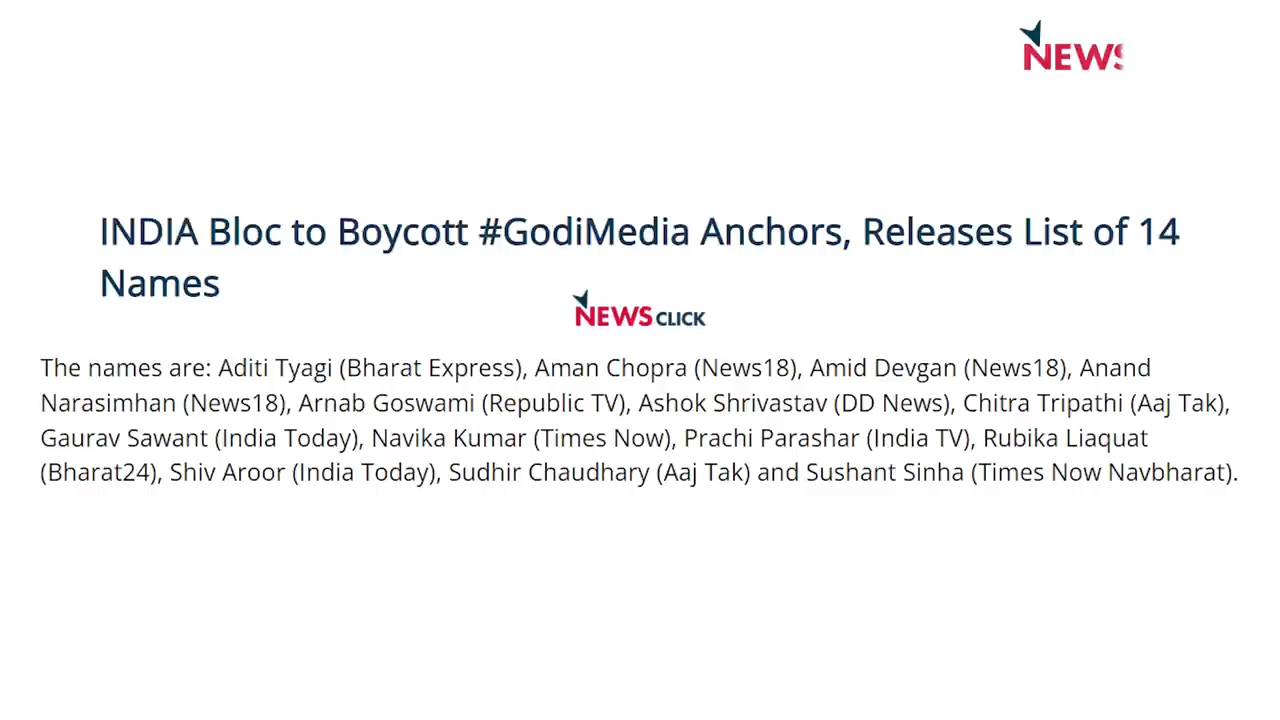 NEWS
INDIA Bloc to Boycott #GodiMedia Anchors, Releases List of 14
Names
NEWS CLICK
The names are: Aditi Tyagi (Bharat Express), Aman Chopra (News18), Amid Devgan (News18), Anand
Narasimhan (News18), Arnab Goswami (Republic TV), Ashok Shrivastav (DD News), Chitra Tripathi (Aaj Tak),
Gaurav Sawant (India Today), Navika Kumar (Times Now), Prachi Parashar (India TV), Rubika Liaquat
(Bharat24), Shiv Aroor (India Today), Sudhir Chaudhary (Aaj Tak) and Sushant Sinha (Times Now Navbharat).